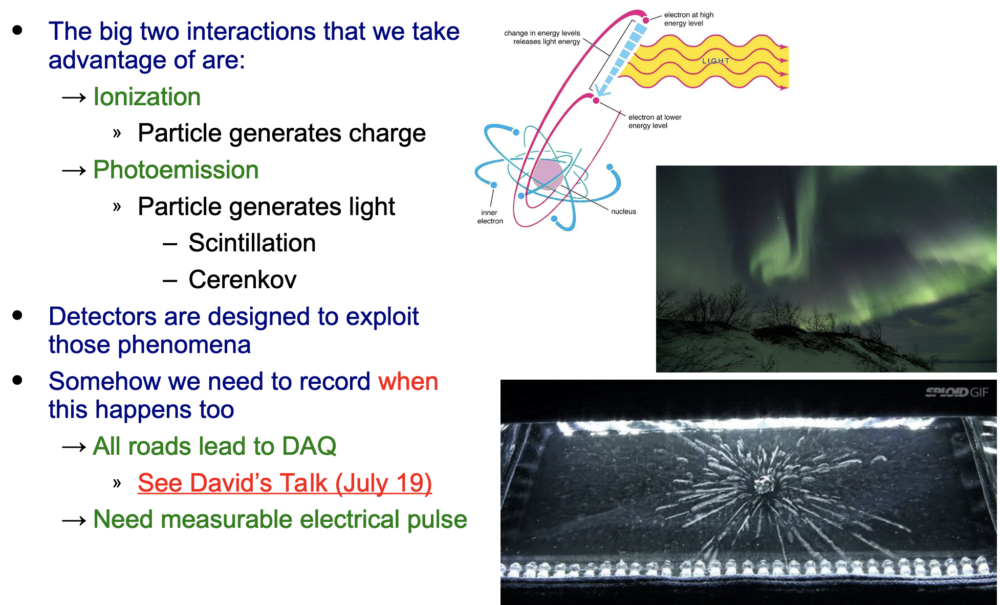 • The big two interactions that we take
advantage of are:
→ Ionization
» Particle generates charge
→ Photoemission
» Particle generates light
– Scintillation
– Cerenkov
• Detectors are designed to exploit
those phenomena
• Somehow we need to record when
this happens too
→ All roads lead to DAQ
» See David’s Talk (July 19)
→ Need measurable electrical pulse
electron at high
energy level
change in energy levels
releases light energy
LIGHT
electron at lower
energy level
inner
electron
nucleus
SPLOID GIF